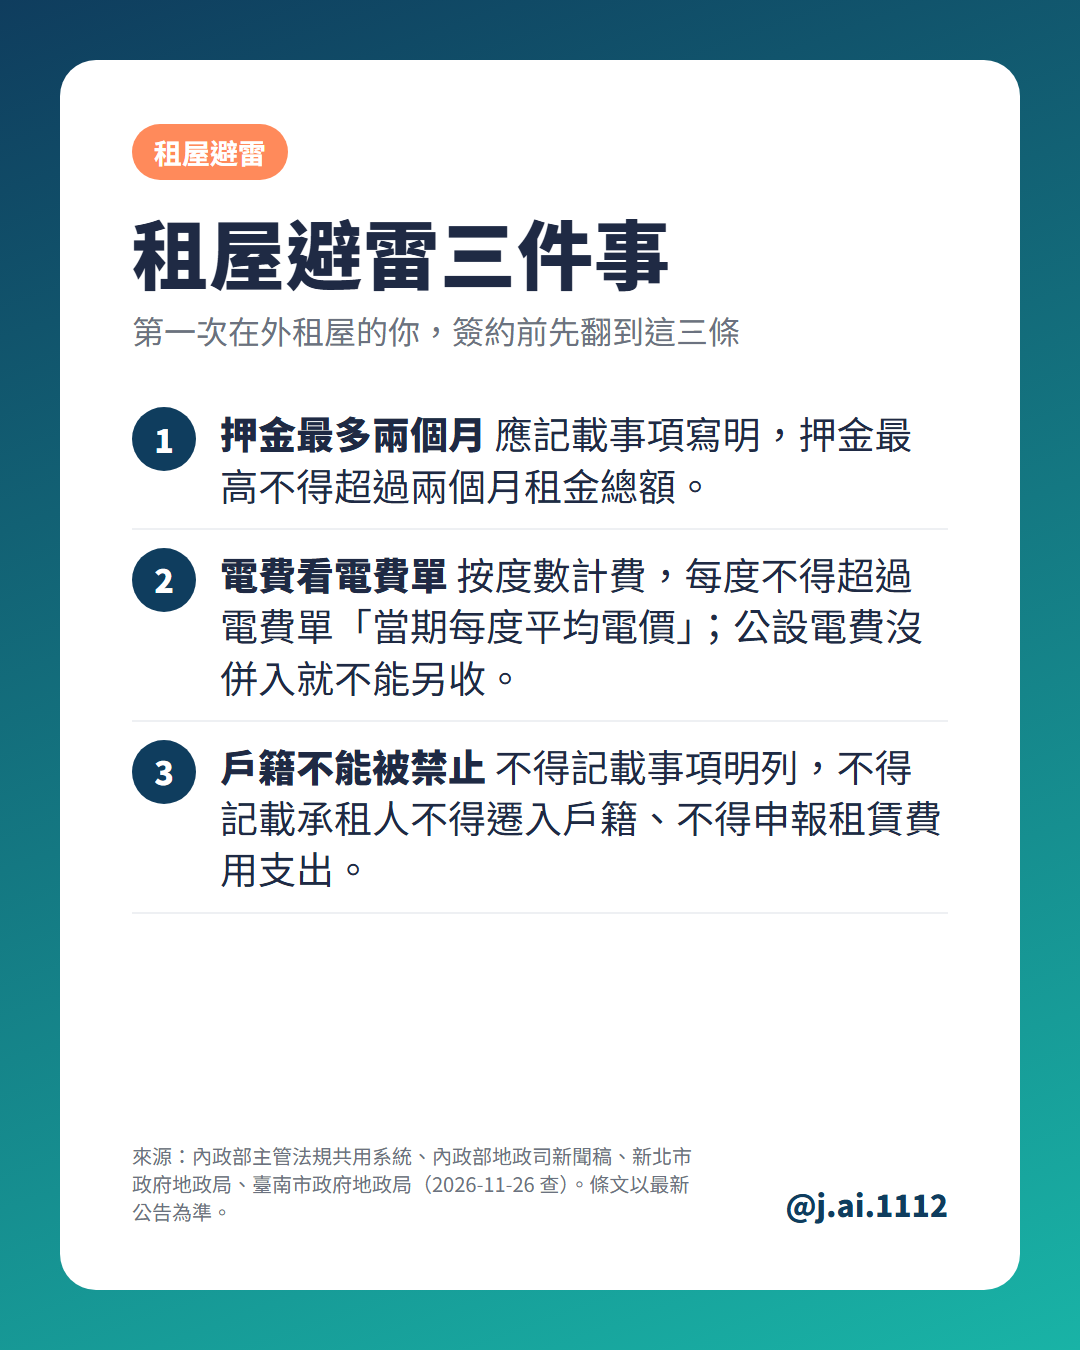 租屋避雷
租屋避雷三件事
第一次在外租屋的你，簽約前先翻到這三條
1
押金最多兩個月 應記載事項寫明，押金最
高不得超過兩個月租金總額。
2
電費看電費單 按度數計費，每度不得超過
電費單「當期每度平均電價」；公設電費沒
併入就不能另收。
3
戶籍不能被禁止 不得記載事項明列，不得
記載承租人不得遷入戶籍、不得申報租賃費
用支出。
來源：內政部主管法規共用系統、內政部地政司新聞稿、新北市
政府地政局、臺南市政府地政局（2026-11-26 查）。條文以最新
公告為準。
@j.ai.1112